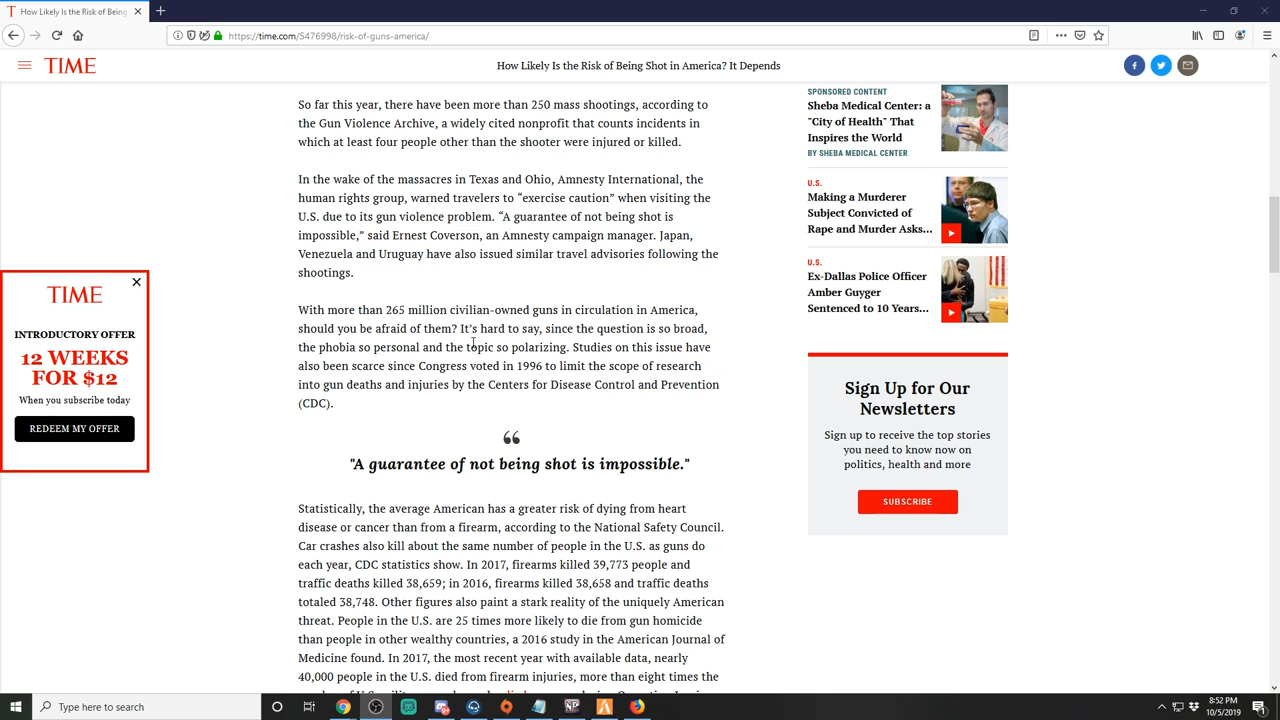 How Likely Is the Risk of Being
https://time.com/5476998/risk-of-guns-america/
TIME
How Likely Is the Risk of Being Shot in America? It Depends
So far this year, there have been more than 250 mass shootings, according to
the Gun Violence Archive, a widely cited nonprofit that counts incidents in
which at least four people other than the shooter were injured or killed.
In the wake of the massacres in Texas and Ohio, Amnesty International, the
human rights group, warned travelers to “exercise caution” when visiting the
U.S. due to its gun violence problem. “A guarantee of not being shot is
impossible,” said Ernest Coverson, an Amnesty campaign manager. Japan,
Venezuela and Uruguay have also issued similar travel advisories following the
shootings.
With more than 265 million civilian-owned guns in circulation in America,
should you be afraid of them? It’s hard to say, since the question is so broad,
the phobia so personal and the topic so polarizing. Studies on this issue have
also been scarce since Congress voted in 1996 to limit the scope of research
into gun deaths and injuries by the Centers for Disease Control and Prevention
(CDC).
"A guarantee of not being shot is impossible."
Statistically, the average American has a greater risk of dying from heart
disease or cancer than from a firearm, according to the National Safety Council.
Car crashes also kill about the same number of people in the U.S. as guns do
each year, CDC statistics show. In 2017, firearms killed 39,773 people and
traffic deaths killed 38,659; in 2016, firearms killed 38,658 and traffic deaths
totaled 38,748. Other figures also paint a stark reality of the uniquely American
threat. People in the U.S. are 25 times more likely to die from gun homicide
than people in other wealthy countries, a 2016 study in the American Journal of
Medicine found. In 2017, the most recent year with available data, nearly
40,000 people in the U.S. died from firearm injuries, more than eight times the
SPONSORED CONTENT
Sheba Medical Center: a
"City of Health" That
Inspires the World
BY SHEBA MEDICAL CENTER
U.S.
Making a Murderer
Subject Convicted of
Rape and Murder Asks...
U.S.
Ex-Dallas Police Officer
Amber Guyger
Sentenced to 10 Years...
Sign Up for Our
Newsletters
Sign up to receive the top stories
you need to know now on
politics, health and more
SUBSCRIBE
TIME
INTRODUCTORY OFFER
12 WEEKS
FOR $12
When you subscribe today
REDEEM MY OFFER
Type here to search
8:52 PM
10/5/2019